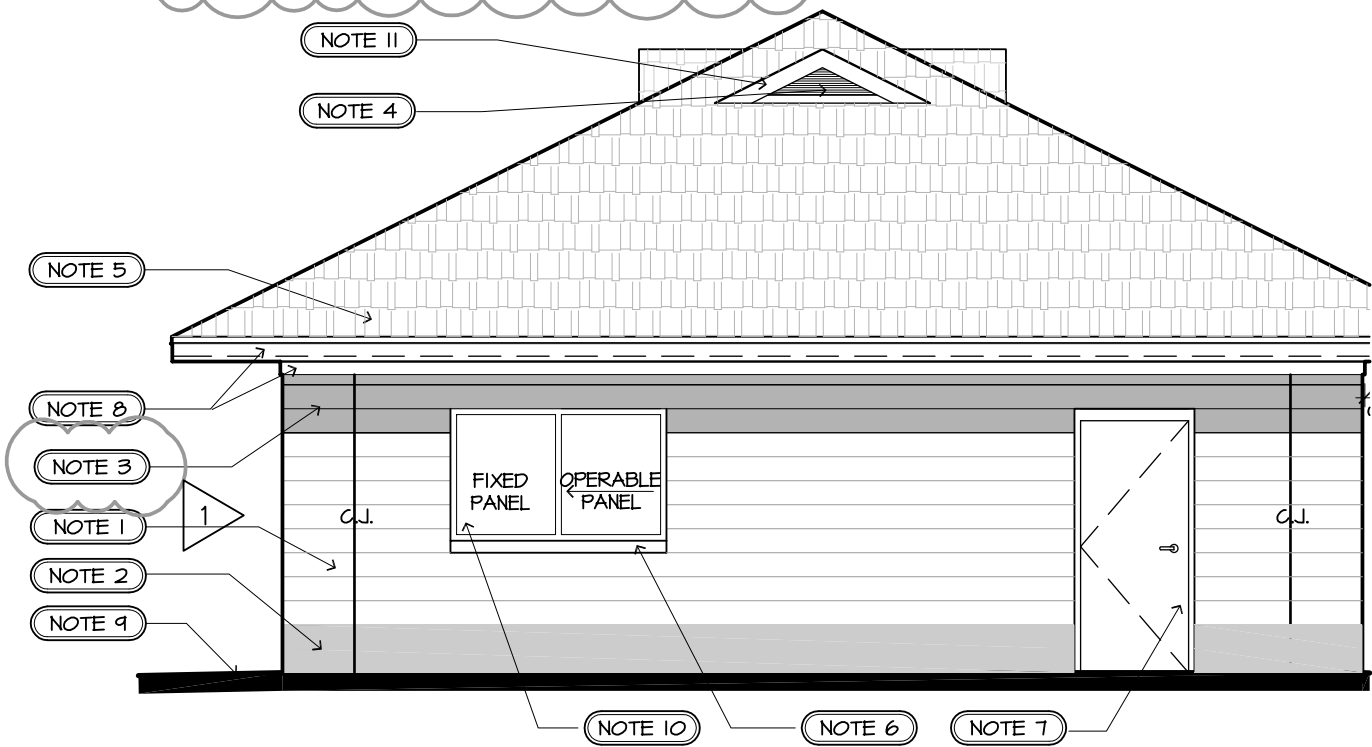 NOTE 11
NOTE 4
NOTE 5
NOTE 8
NOTE 3
NOTE 1
1
NOTE 2
NOTE 9
C.J.
FIXED
PANEL
OPERABLE
PANEL
C.J.
NOTE 10
NOTE 6
NOTE 7